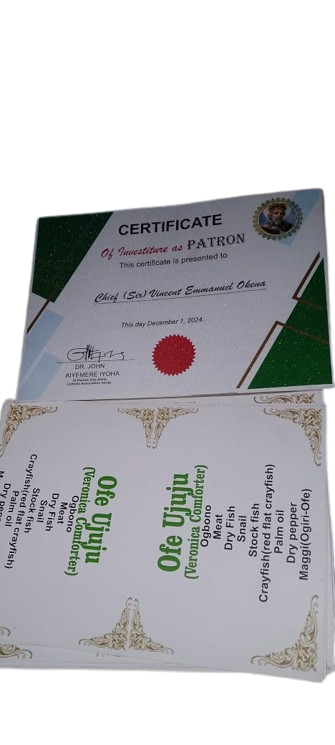 CERTIFICATE
Of Investiture as PATRON
This certificate is presented to
Chief (Sir) Vincent Emmanuel Okena
This day December 1, 2024.
DR. JOHN
AIYEMERE IYOHA
Ofe Ujuju
(Veronica Comforter)
Ogbono
Meat
Dry Fish
Snail
Stock fish
Crayfish(red flat crayfish)
Palm oil
Dry pepper
Maggi(Ogiri-Ofe)
Ofe Ujuju
(Veronica Comforter)
Ogbono
Meat
Dry Fish
Snail
Stock fish
Crayfish(red flat crayfish)
Palm oil